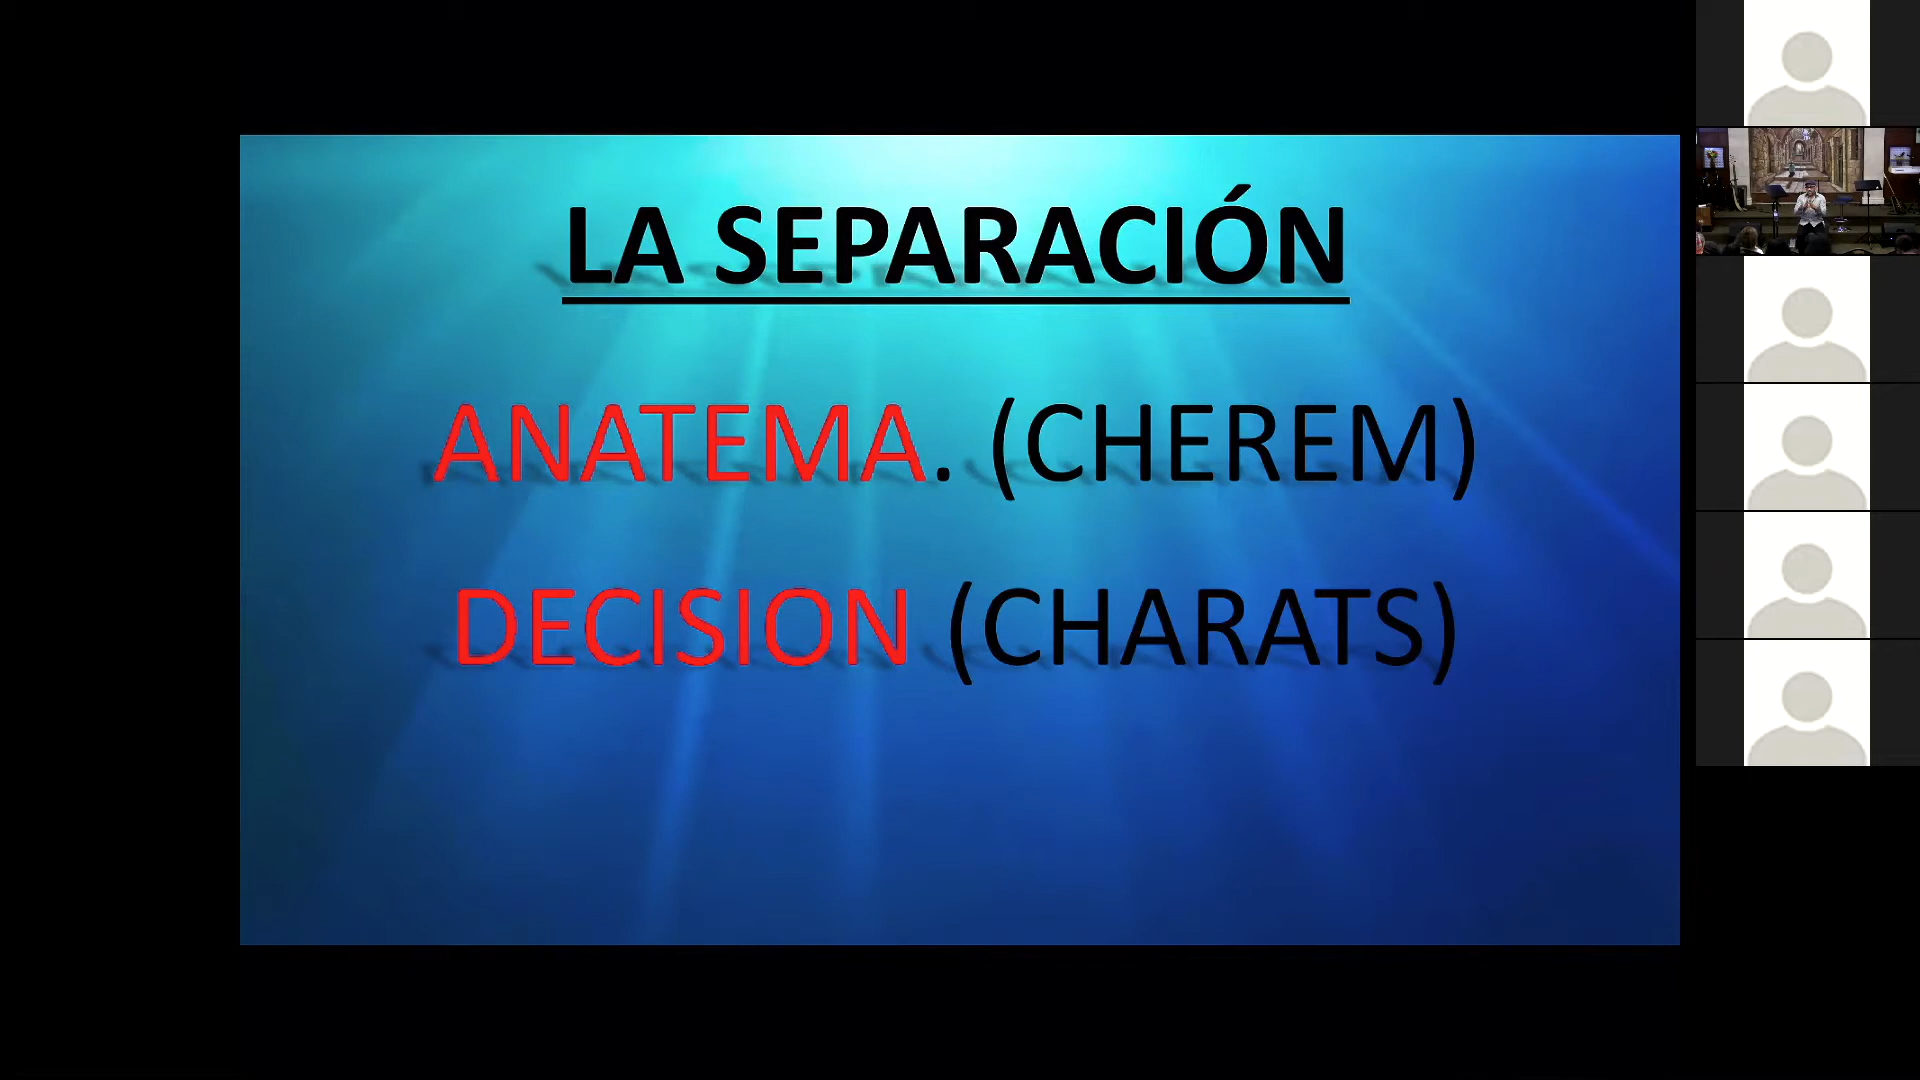 LA SEPARACIÓN
ANATEMA. (CHEREM)
DECISION (CHARATS)